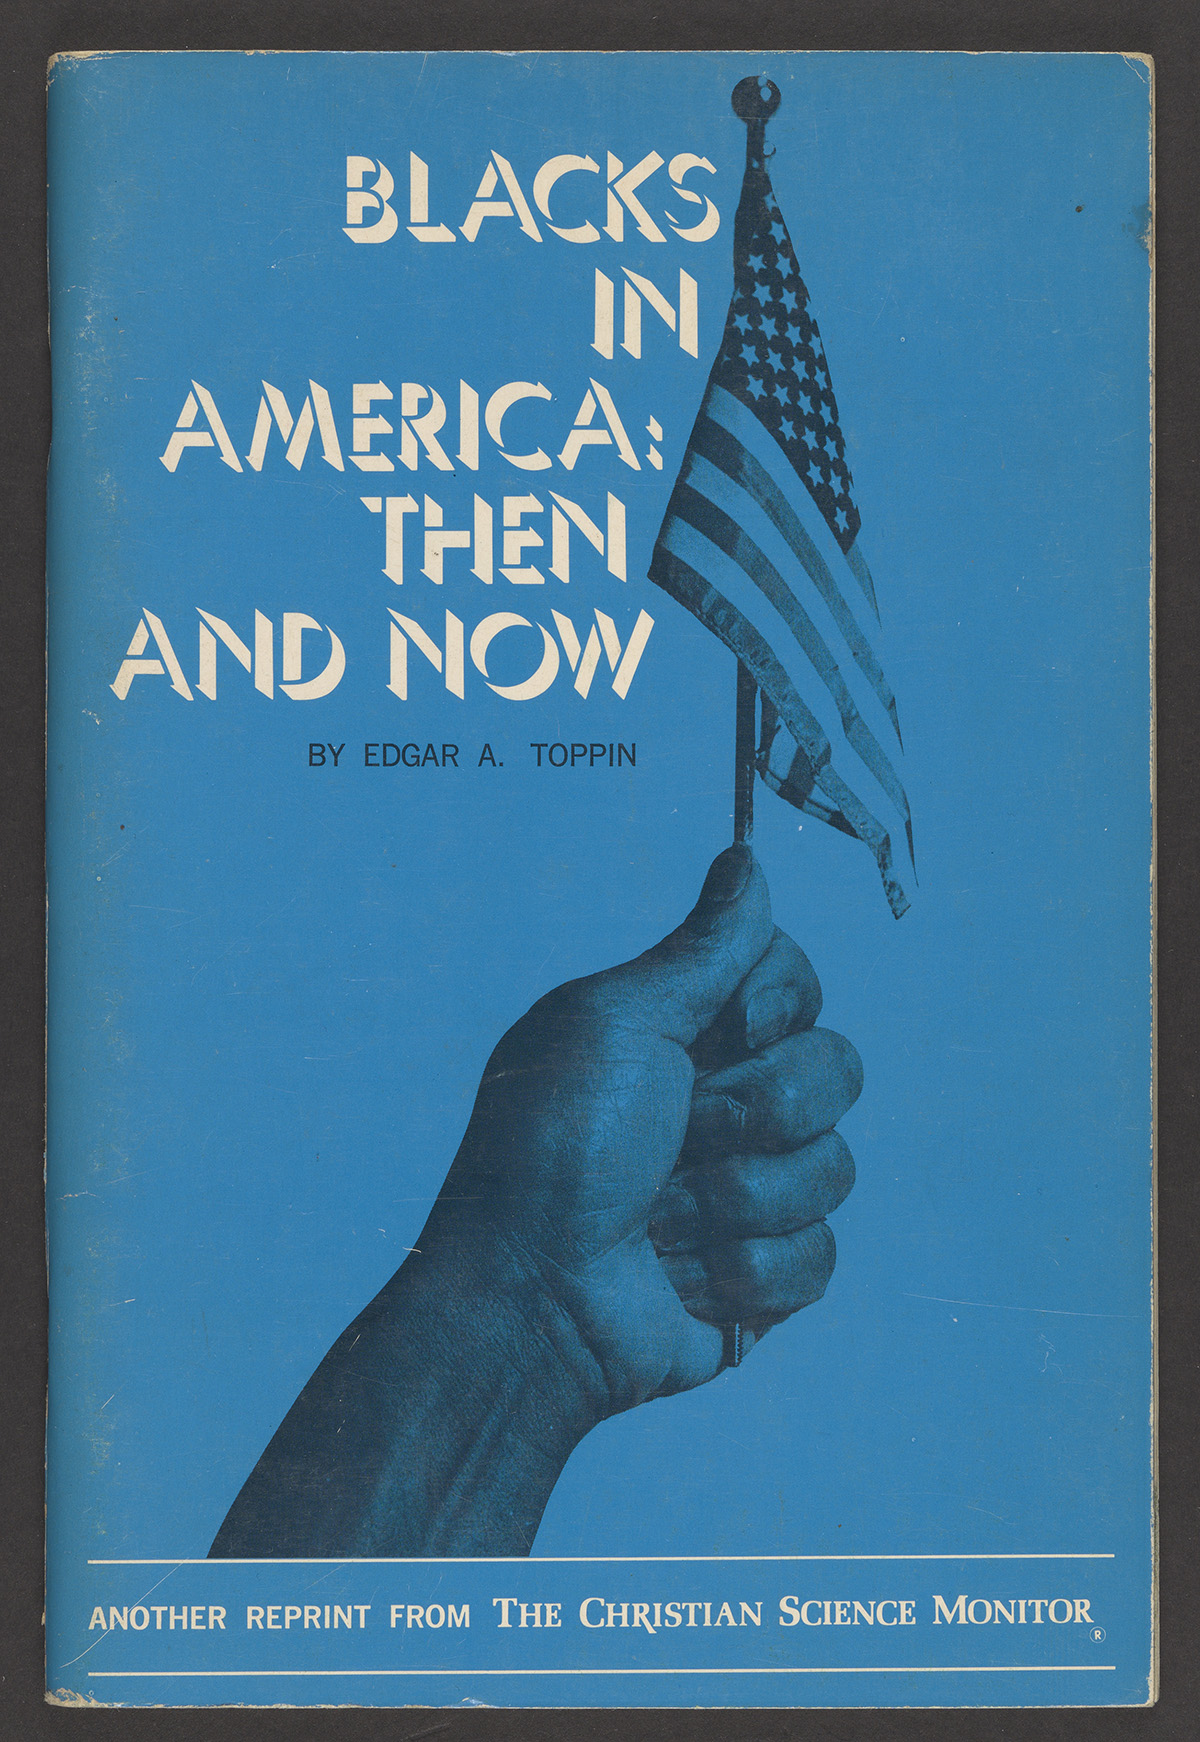 BLACKS
IN
AMERICA:
THEN
AND NOW
BY EDGAR A. TOPPIN
ANOTHER REPRINT FROM THE CHRISTIAN SCIENCE MONITOR®